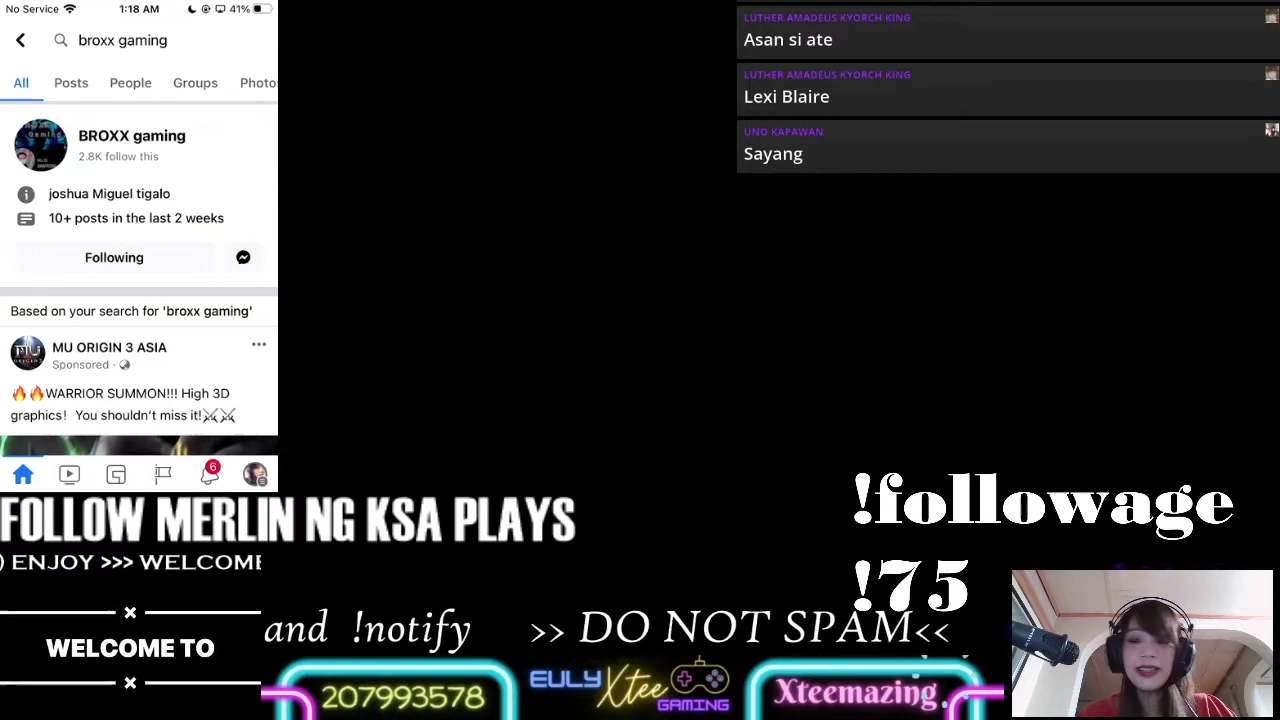 No Service 1:18 AM 41%
broxx gaming
All Posts People Groups Photos
BROXX gaming
2.8K follow this
joshua Miguel tigalo
10+ posts in the last 2 weeks
Following
Based on your search for 'broxx gaming'
MU ORIGIN 3 ASIA
Sponsored ·
🔥🔥WARRIOR SUMMON!!! High 3D
graphics! You shouldn't miss it!⚔⚔
6
LUTHER AMADEUS KYORCH KING
Asan si ate
LUTHER AMADEUS KYORCH KING
Lexi Blaire
UNO KAPAWAN
Sayang
!followage
!75
FOLLOW MERLIN NG KSA PLAYS
) ENJOY >>> WELCOME
WELCOME TO
and !notify >> DO NOT SPAM<<
207993578
EULY Xtee GAMING
Xteemazing